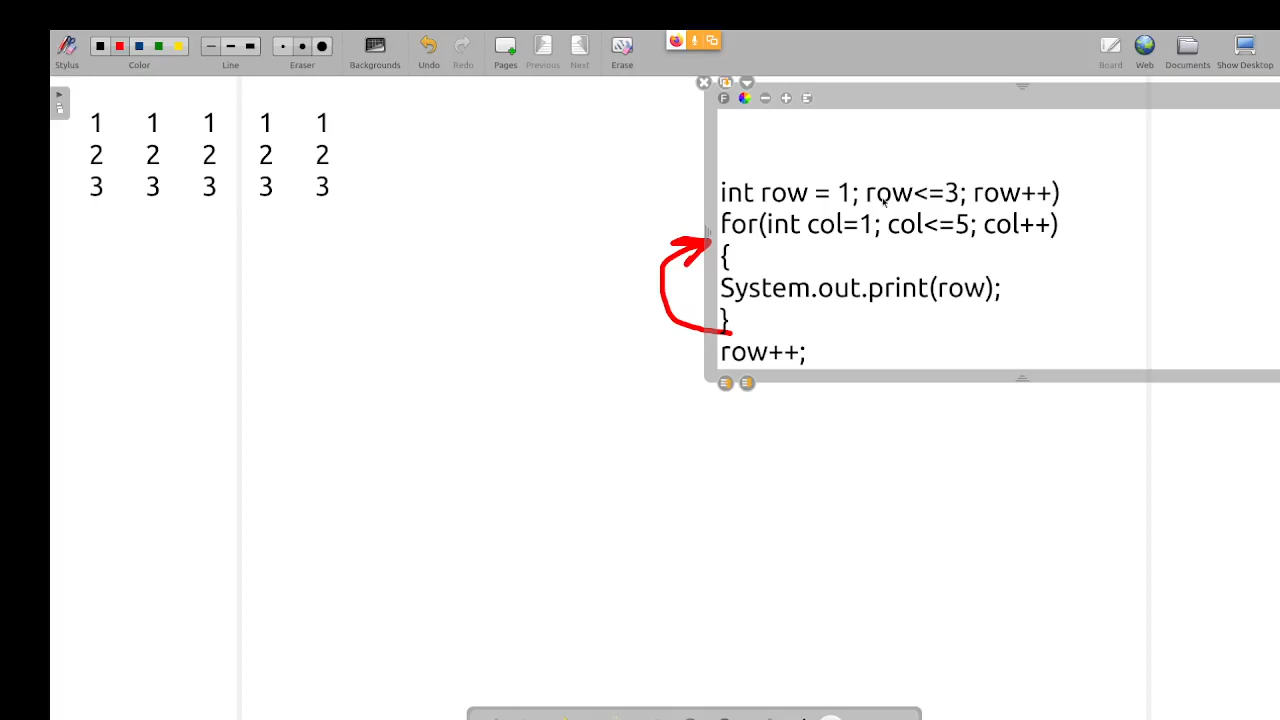 Stylus Color Line Eraser Backgrounds Undo Redo Pages Previous Next Erase Board Web Documents Show Desktop
1 1 1 1 1
2 2 2 2 2
3 3 3 3 3
F
int row = 1; row<=3; row++)
for(int col=1; col<=5; col++)
{
System.out.print(row);
}
row++;